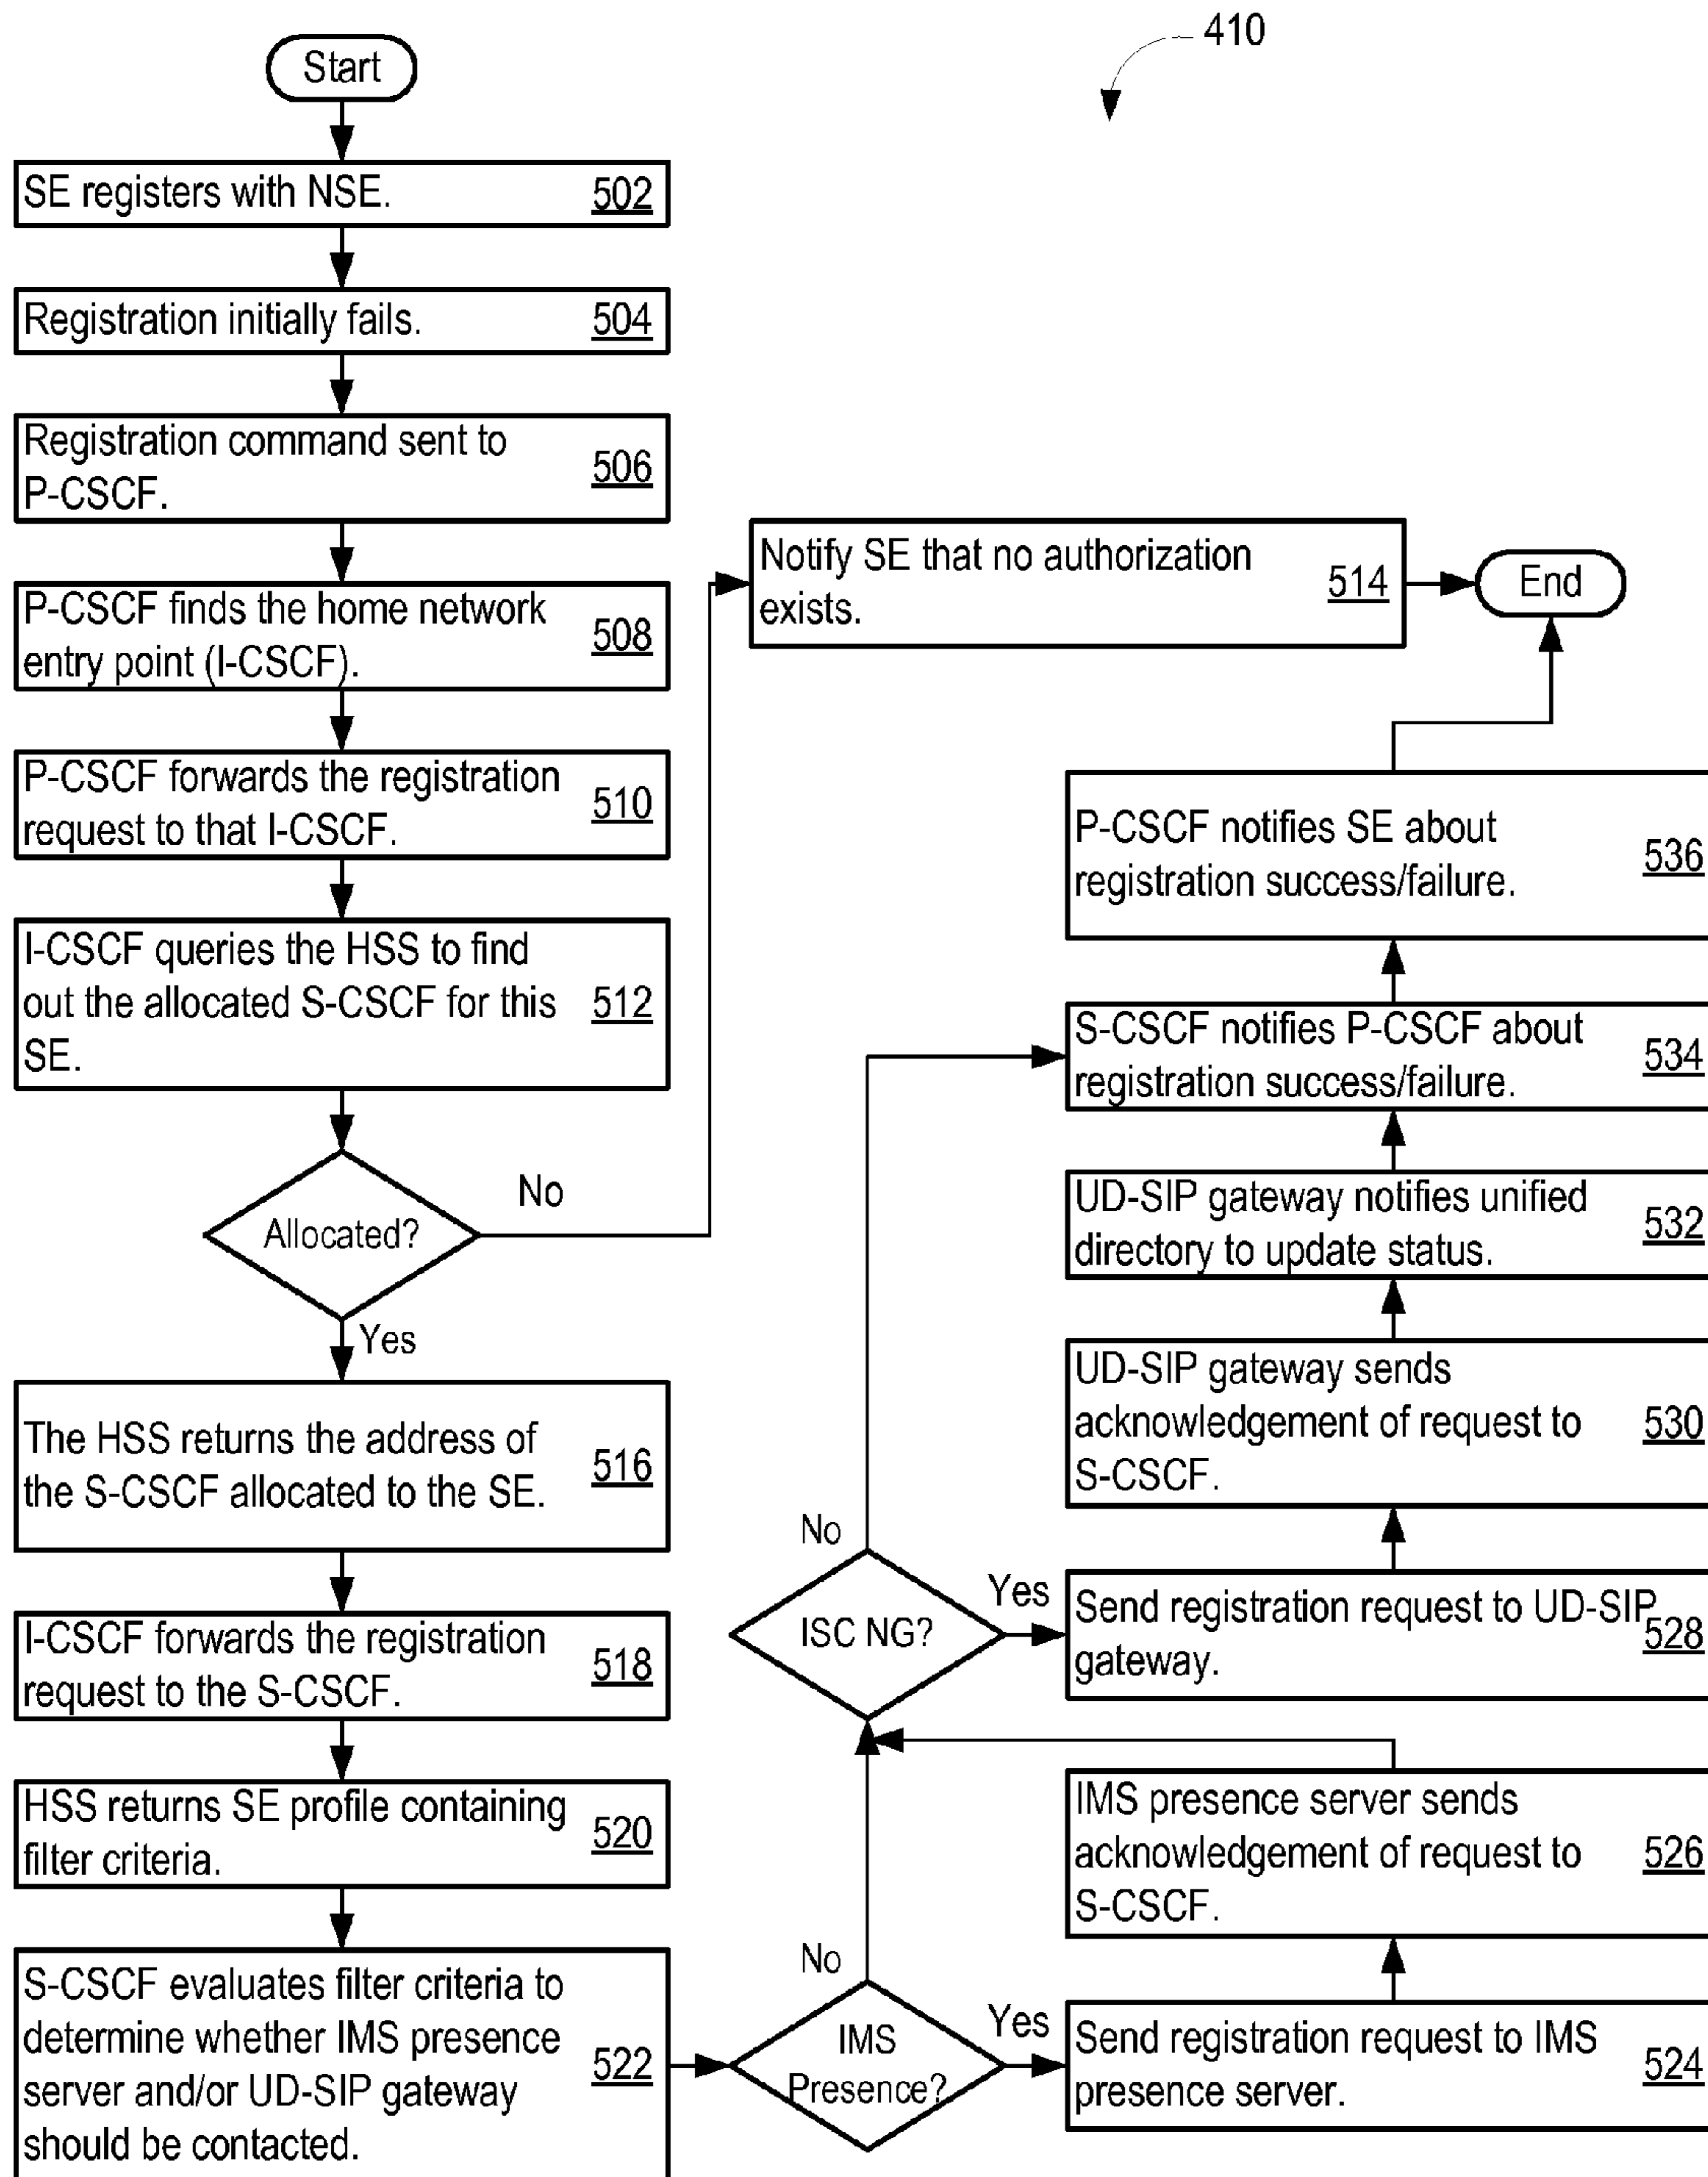 410
Start
SE registers with NSE. 502
Registration initially fails. 504
Registration command sent to
P-CSCF. 506
P-CSCF finds the home network
entry point (I-CSCF). 508
P-CSCF forwards the registration
request to that I-CSCF. 510
I-CSCF queries the HSS to find
out the allocated S-CSCF for this 512
SE.
Allocated?
No
Yes
Notify SE that no authorization
exists. 514
End
The HSS returns the address of
the S-CSCF allocated to the SE. 516
I-CSCF forwards the registration
request to the S-CSCF. 518
HSS returns SE profile containing
filter criteria. 520
S-CSCF evaluates filter criteria to
determine whether IMS presence
server and/or UD-SIP gateway 522
should be contacted.
IMS
Presence?
No
Yes
Send registration request to IMS
presence server. 524
IMS presence server sends
acknowledgement of request to 526
S-CSCF.
ISC NG?
No
Yes
Send registration request to UD-SIP
gateway. 528
UD-SIP gateway sends
acknowledgement of request to 530
S-CSCF.
UD-SIP gateway notifies unified
directory to update status. 532
S-CSCF notifies P-CSCF about
registration success/failure. 534
P-CSCF notifies SE about
registration success/failure. 536